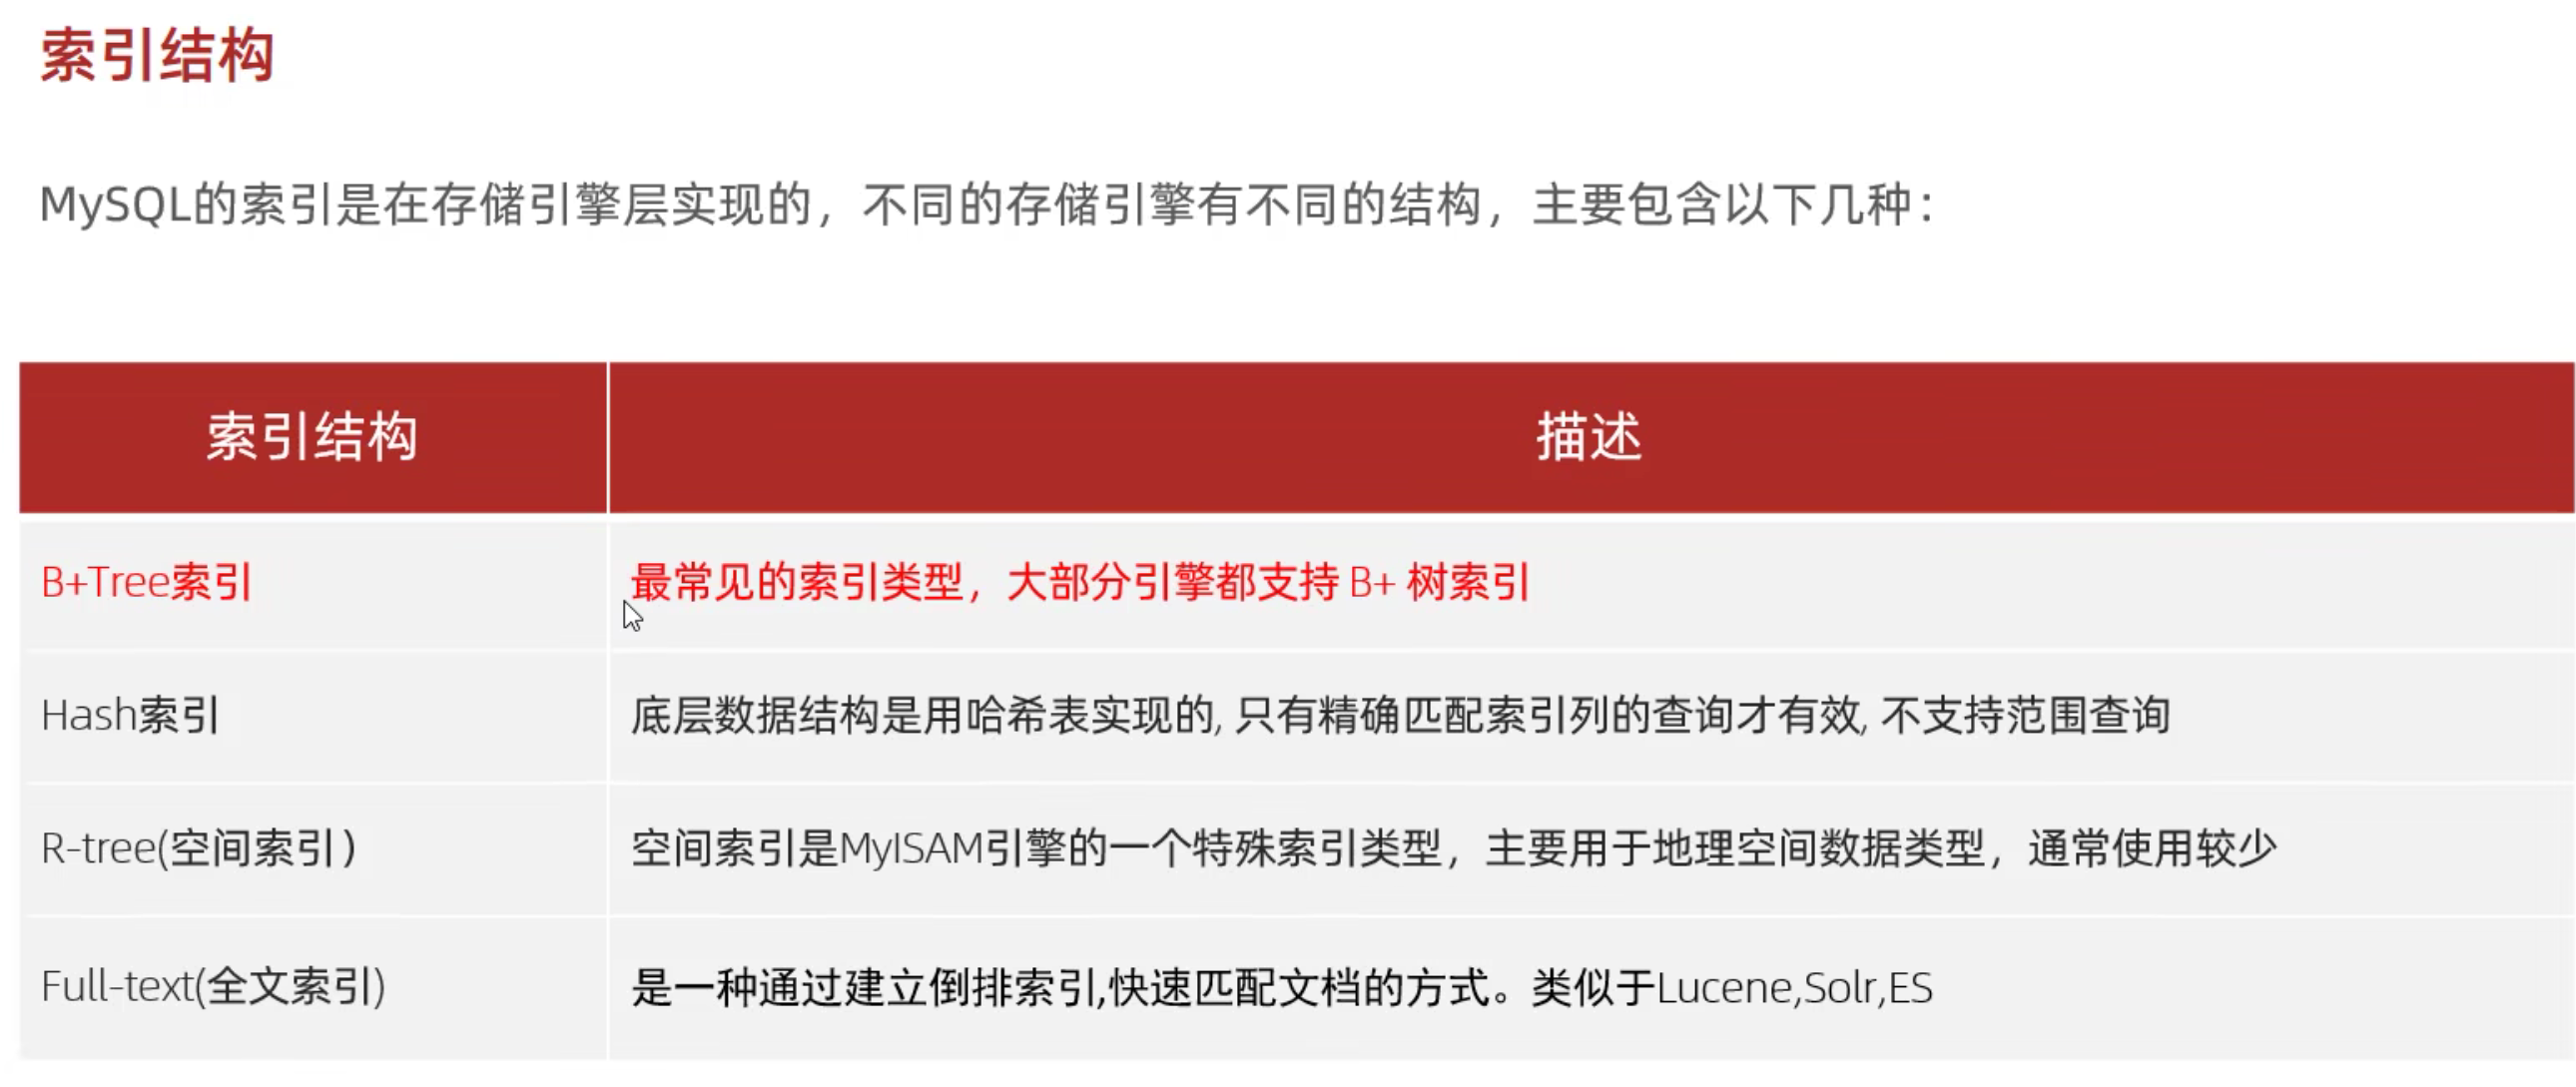 索引结构
MySQL的索引是在存储引擎层实现的，不同的存储引擎有不同的结构，主要包含以下几种：
索引结构 描述
B+Tree索引 最常见的索引类型，大部分引擎都支持 B+ 树索引
Hash索引 底层数据结构是用哈希表实现的, 只有精确匹配索引列的查询才有效, 不支持范围查询
R-tree(空间索引） 空间索引是MyISAM引擎的一个特殊索引类型，主要用于地理空间数据类型，通常使用较少
Full-text(全文索引) 是一种通过建立倒排索引,快速匹配文档的方式。类似于Lucene,Solr,ES